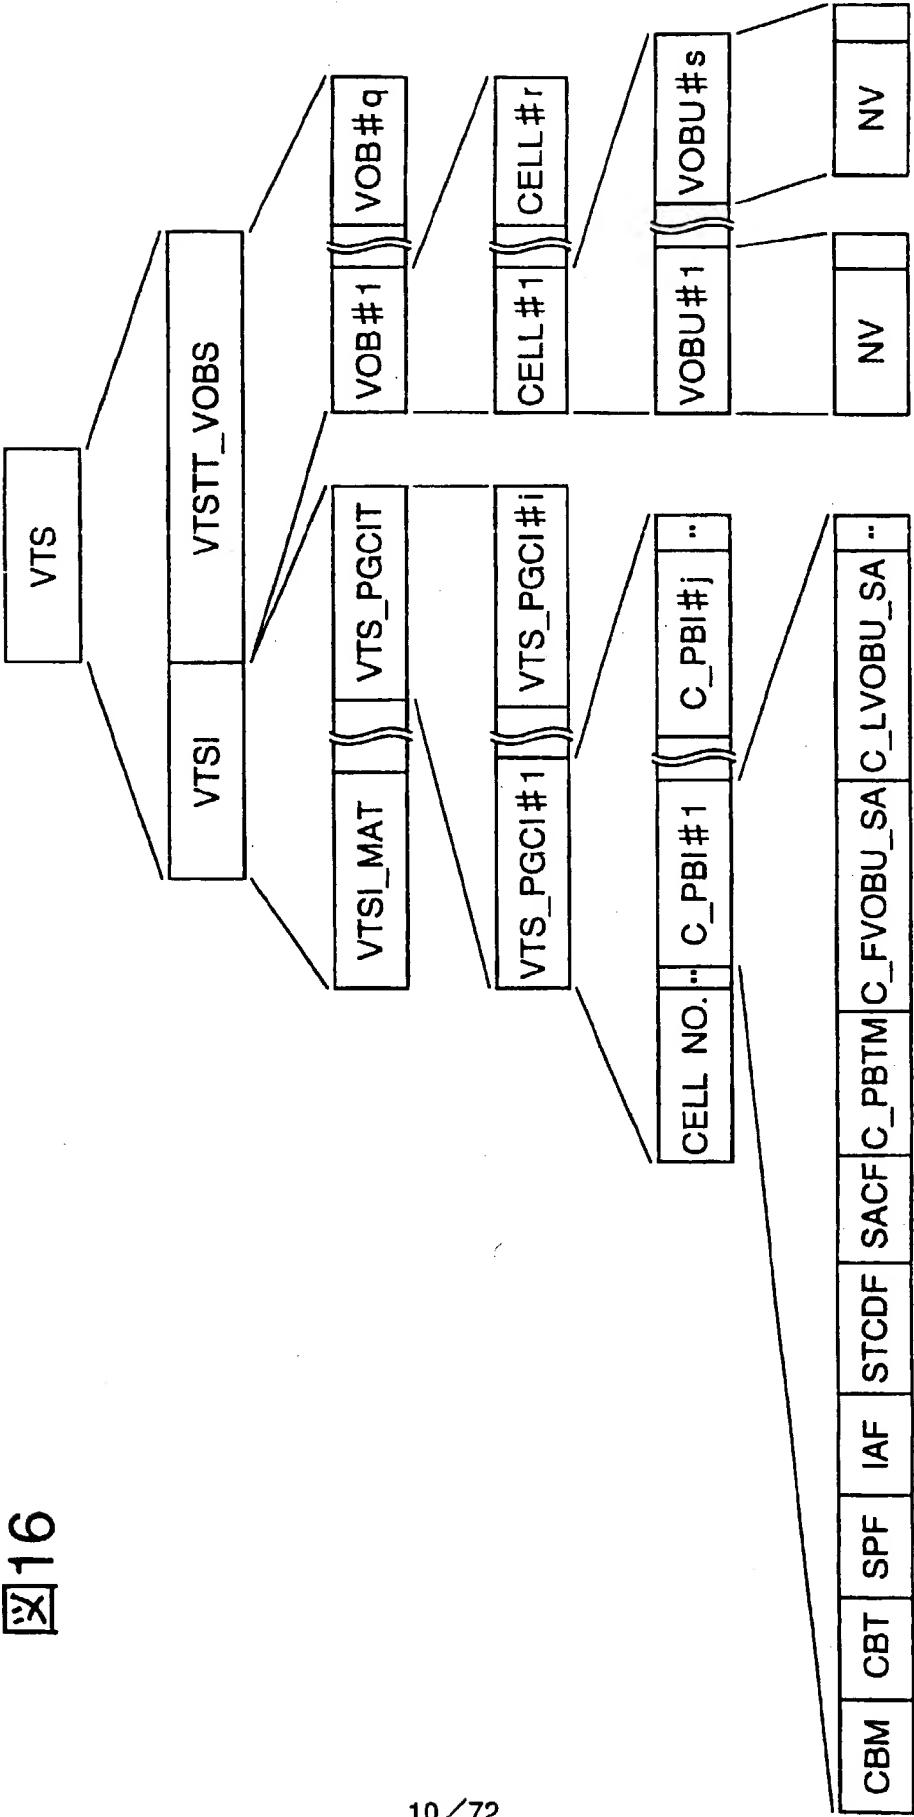 図16
VTS
VTSI VTSTT_VOBS
VTSI_MAT VTS_PGCIT VOB#1 VOB#q
VTS_PGCI#1 VTS_PGCI#i CELL#1 CELL#r
CELL NO. ‥ C_PBI#1 C_PBI#j ‥ VOBU#1 VOBU#s
CBM CBT SPF IAF STCDF SACF C_PBTM C_FVOBU_SA C_LVOBU_SA ‥ NV NV
10/72